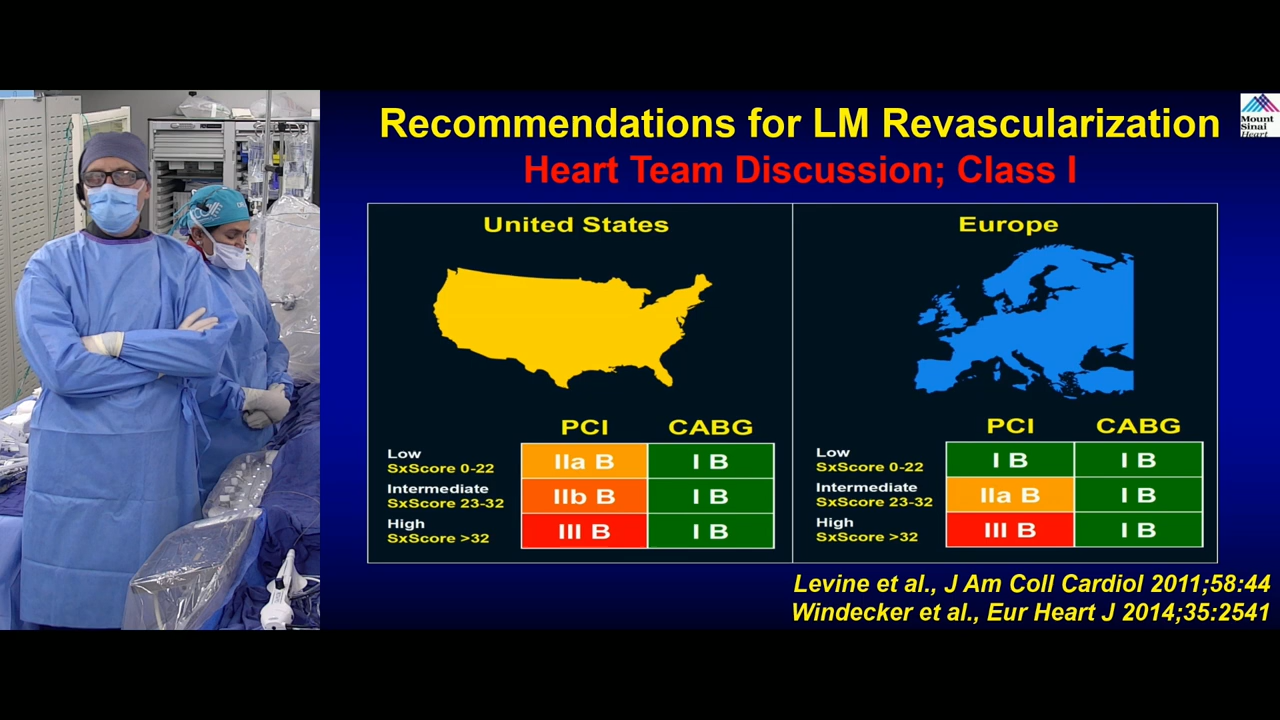 Recommendations for LM Revascularization
Mount
Sinai
Heart
Heart Team Discussion; Class I
United States
PCI CABG
Low
SxScore 0-22
IIa B I B
Intermediate
SxScore 23-32
IIb B I B
High
SxScore >32
III B I B
Europe
PCI CABG
Low
SxScore 0-22
I B I B
Intermediate
SxScore 23-32
IIa B I B
High
SxScore >32
III B I B
Levine et al., J Am Coll Cardiol 2011;58:44
Windecker et al., Eur Heart J 2014;35:2541